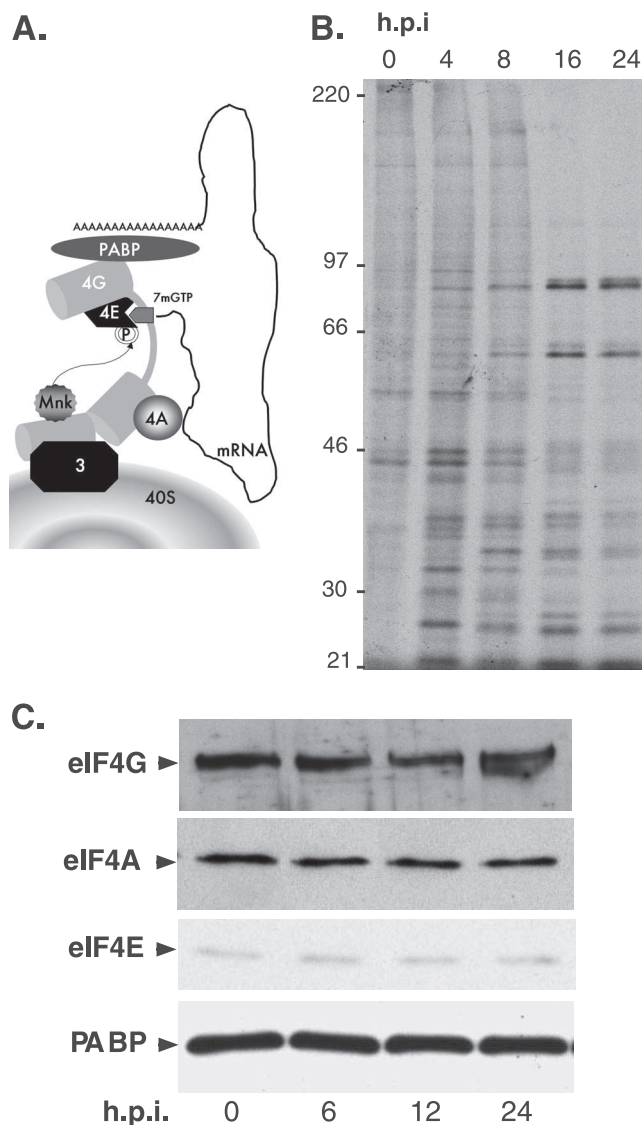 A.
AAAAAAAAAAAAAAAA
PABP
4G
7mGTP
4E
P
Mnk
4A
3
mRNA
40S
B.
h.p.i
0 4 8 16 24
220
97
66
46
30
21
C.
eIF4G
eIF4A
eIF4E
PABP
h.p.i. 0 6 12 24